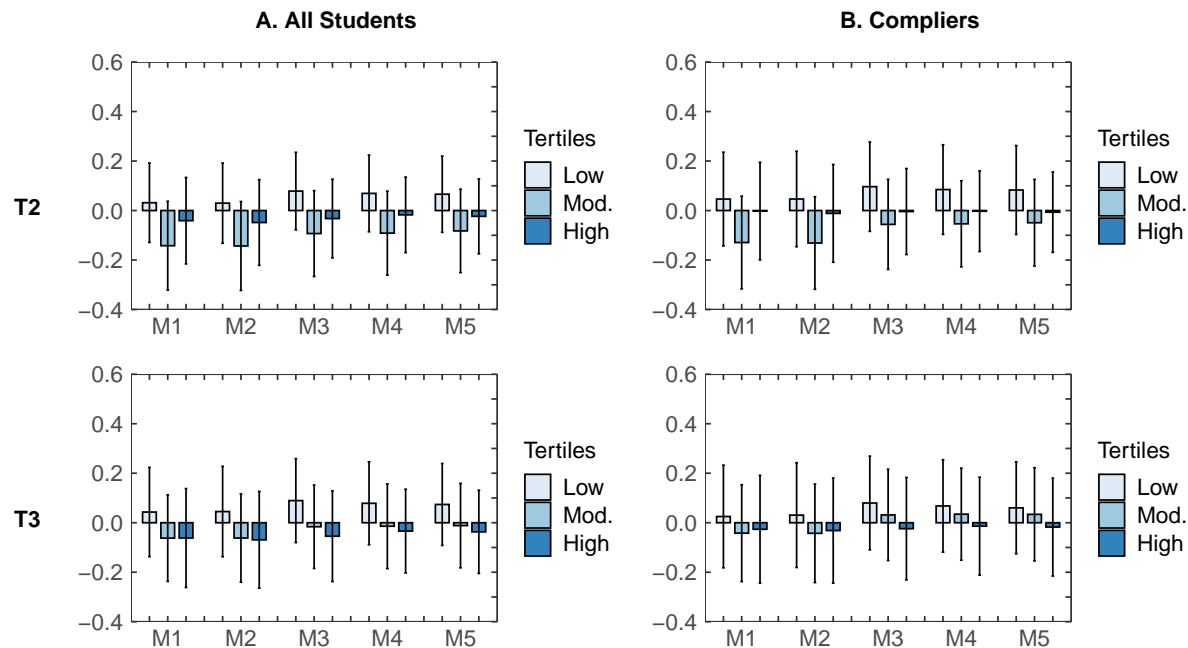 A. All Students
B. Compliers
T2
0.6
0.4
0.2
0.0
−0.2
−0.4
M1 M2 M3 M4 M5
Tertiles
Low
Mod.
High
0.6
0.4
0.2
0.0
−0.2
−0.4
M1 M2 M3 M4 M5
Tertiles
Low
Mod.
High
T3
0.6
0.4
0.2
0.0
−0.2
−0.4
M1 M2 M3 M4 M5
Tertiles
Low
Mod.
High
0.6
0.4
0.2
0.0
−0.2
−0.4
M1 M2 M3 M4 M5
Tertiles
Low
Mod.
High